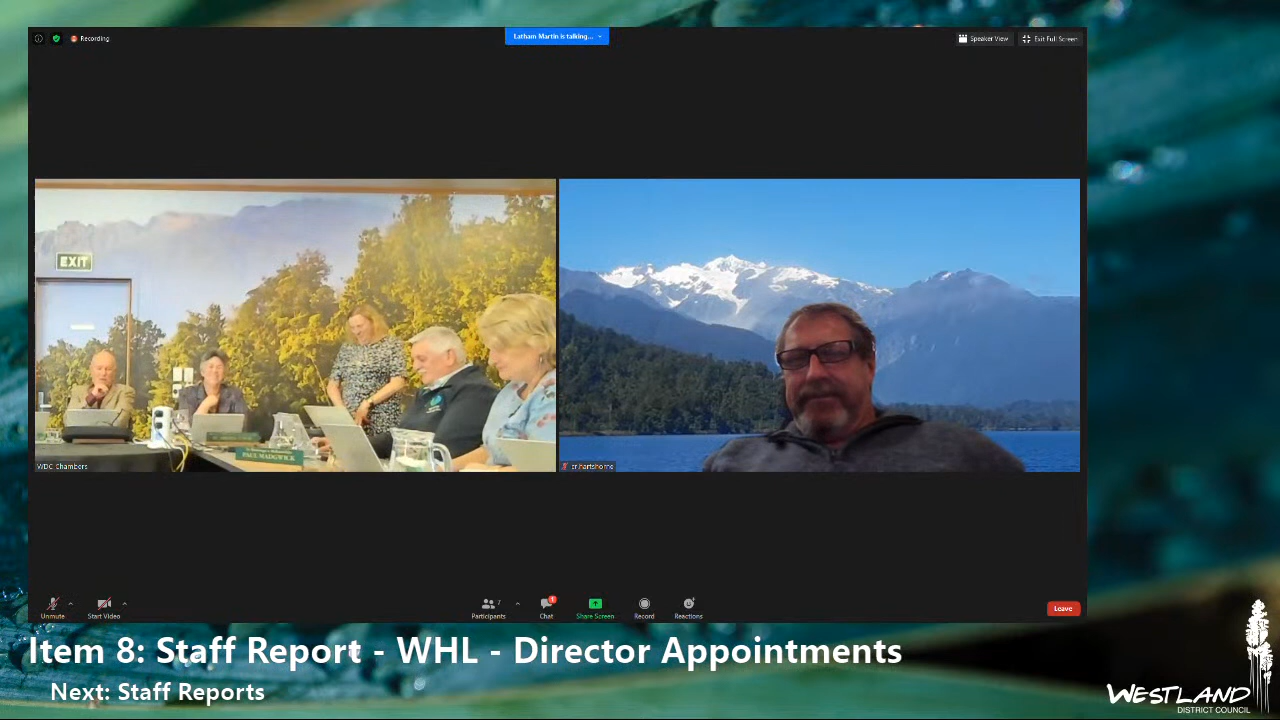 Recording
Latham Martin is talking...
Speaker View
Exit Full Screen
EXIT
PAUL MADGWICK
WDC Chambers
cr.hartshorne
Unmute
Start Video
Participants
7
Chat
1
Share Screen
Record
Reactions
Leave
Item 8: Staff Report - WHL - Director Appointments
Next: Staff Reports
WESTLAND
DISTRICT COUNCIL